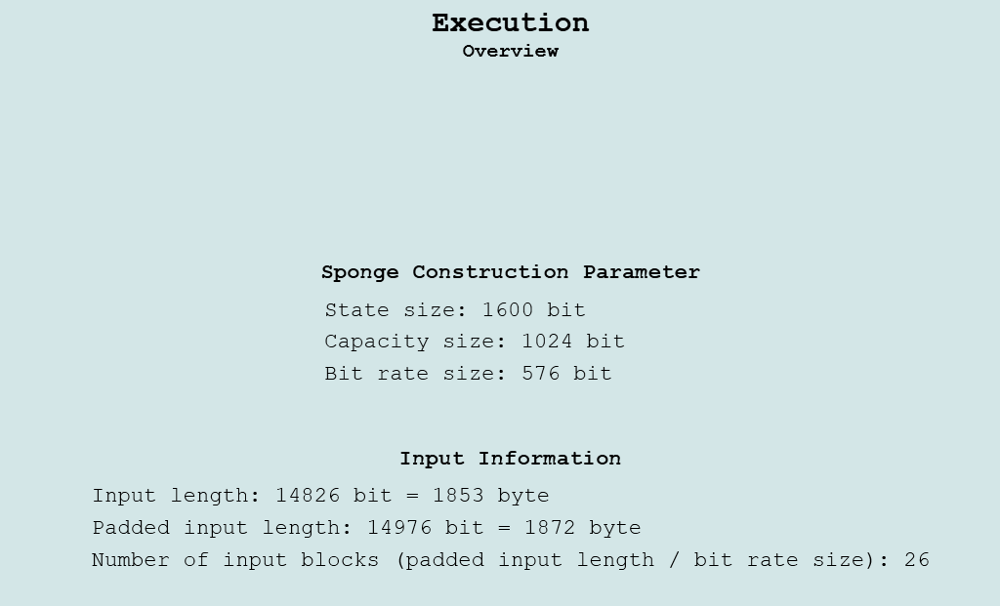 Execution
Overview
Sponge Construction Parameter
State size: 1600 bit
Capacity size: 1024 bit
Bit rate size: 576 bit
Input Information
Input length: 14826 bit = 1853 byte
Padded input length: 14976 bit = 1872 byte
Number of input blocks (padded input length / bit rate size): 26